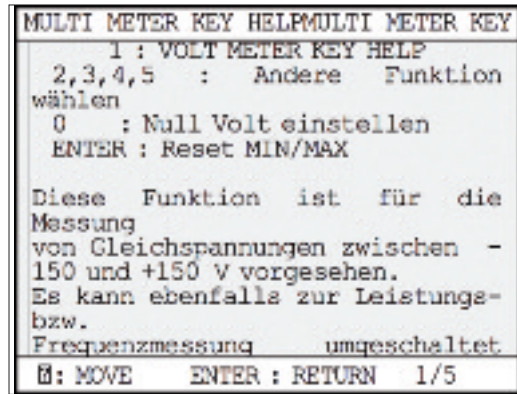 MULTI METER KEY HELPMULTI METER KEY
1 : VOLT METER KEY HELP
2,3,4,5 : Andere Funktion
wählen
0 : Null Volt einstellen
ENTER : Reset MIN/MAX
Diese Funktion ist für die
Messung
von Gleichspannungen zwischen -
150 und +150 V vorgesehen.
Es kann ebenfalls zur Leistungs-
bzw.
Frequenzmessung umgeschaltet
: MOVE ENTER : RETURN 1/5